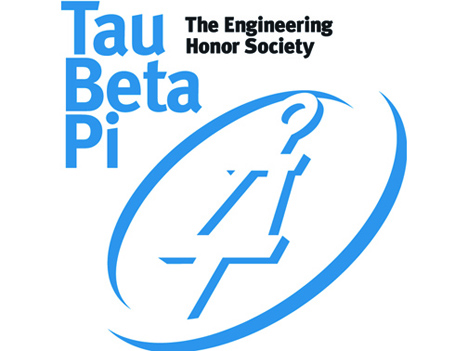 Tau
Beta
Pi
The Engineering
Honor Society